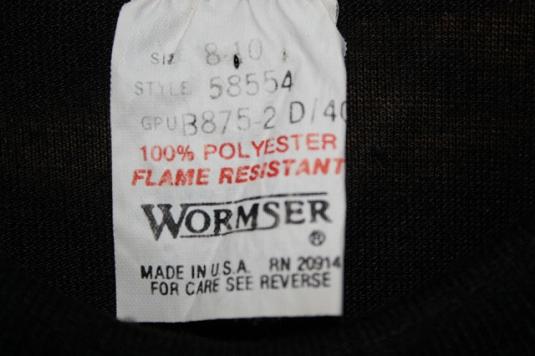 SIZE 8-10
STYLE 58554
GPU B875-2 D/40
100% POLYESTER
FLAME RESISTANT
WORMSER
®
MADE IN U.S.A. RN 20914
FOR CARE SEE REVERSE